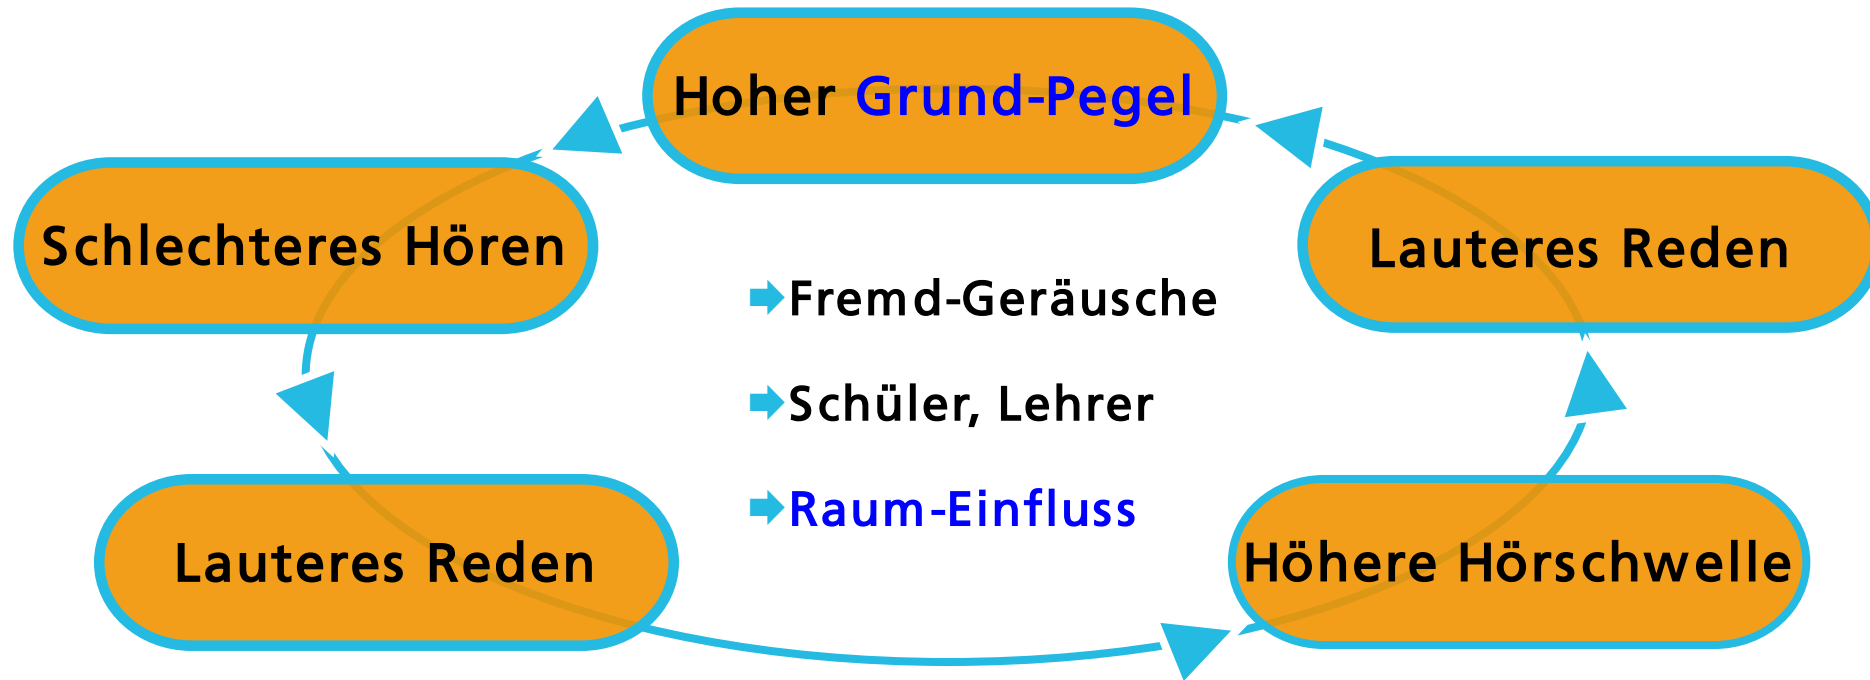 Hoher Grund-Pegel
Schlechteres Hören
Lauteres Reden
Fremd-Geräusche
Schüler, Lehrer
Raum-Einfluss
Lauteres Reden
Höhere Hörschwelle